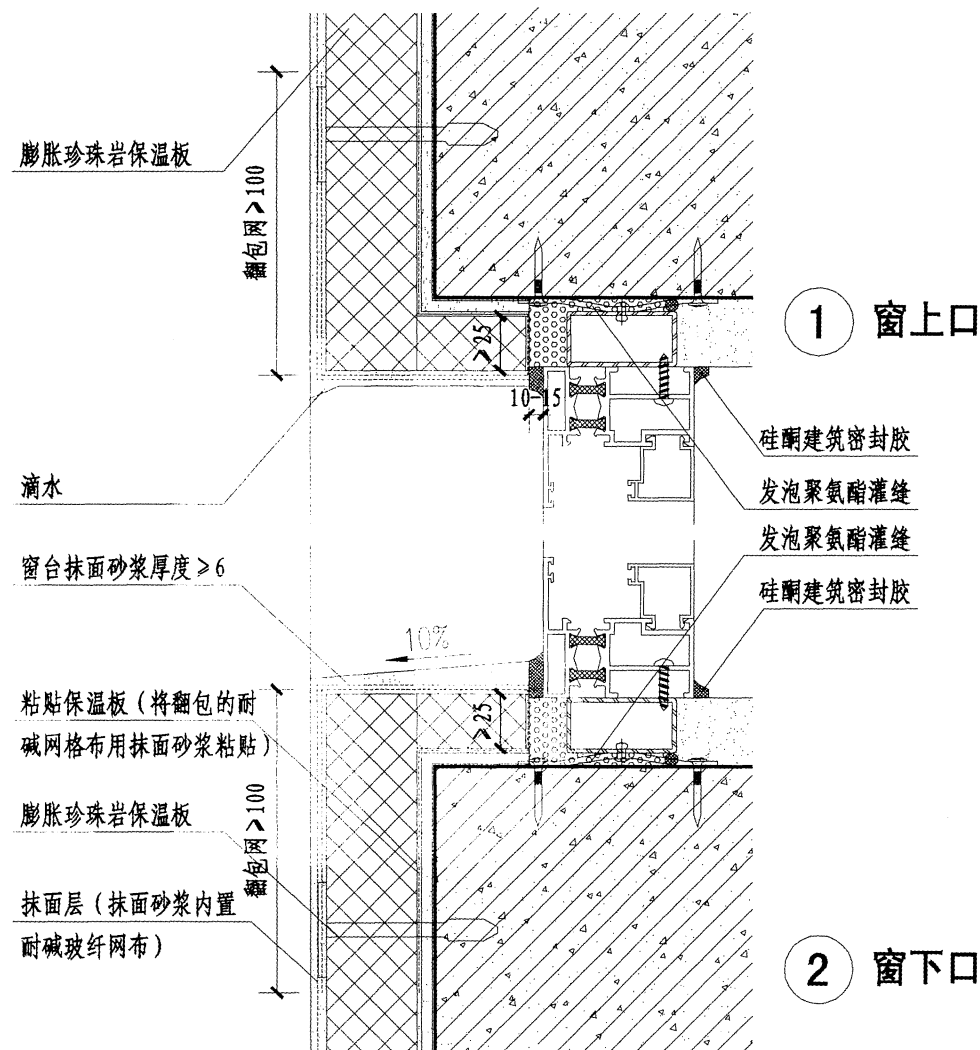 膨胀珍珠岩保温板
翻包网≥100
≥25
1 窗上口
10-15
硅酮建筑密封胶
滴水
发泡聚氨酯灌缝
发泡聚氨酯灌缝
窗台抹面砂浆厚度≥6
硅酮建筑密封胶
10%
粘贴保温板（将翻包的耐
碱网格布用抹面砂浆粘贴）
≥25
膨胀珍珠岩保温板
翻包网≥100
抹面层（抹面砂浆内置
耐碱玻纤网布）
2 窗下口